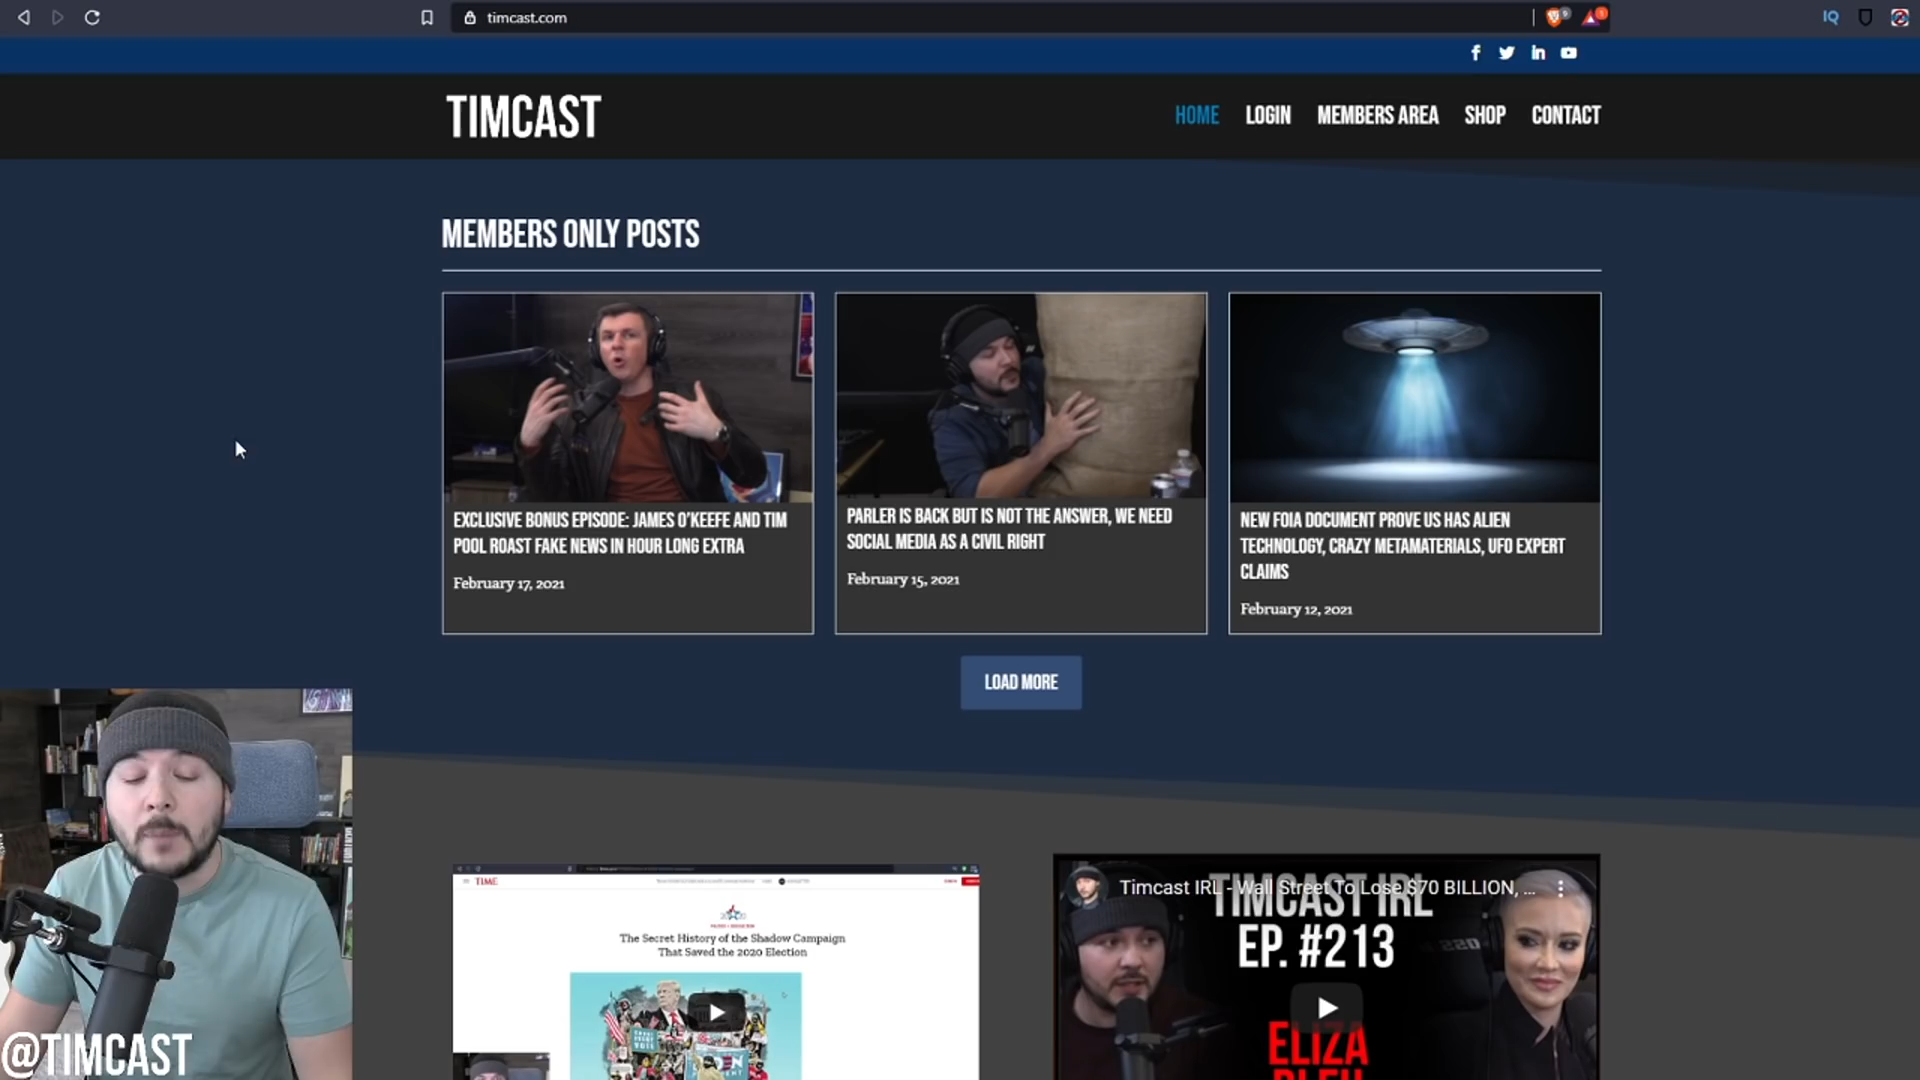 timcast.com
IQ
TIMCAST
HOME
LOGIN
MEMBERS AREA
SHOP
CONTACT
MEMBERS ONLY POSTS
EXCLUSIVE BONUS EPISODE: JAMES O'KEEFE AND TIM
POOL ROAST FAKE NEWS IN HOUR LONG EXTRA
February 17, 2021
PARLER IS BACK BUT IS NOT THE ANSWER, WE NEED
SOCIAL MEDIA AS A CIVIL RIGHT
February 15, 2021
NEW FOIA DOCUMENT PROVE US HAS ALIEN
TECHNOLOGY, CRAZY METAMATERIALS, UFO EXPERT
CLAIMS
February 12, 2021
LOAD MORE
TIME
The Secret History of the Shadow Campaign
That Saved the 2020 Election
Timcast IRL - Wall Street To Lose $70 BILLION, ...
TIMCAST IRL
EP. #213
ELIZA
BLEU
@TIMCAST